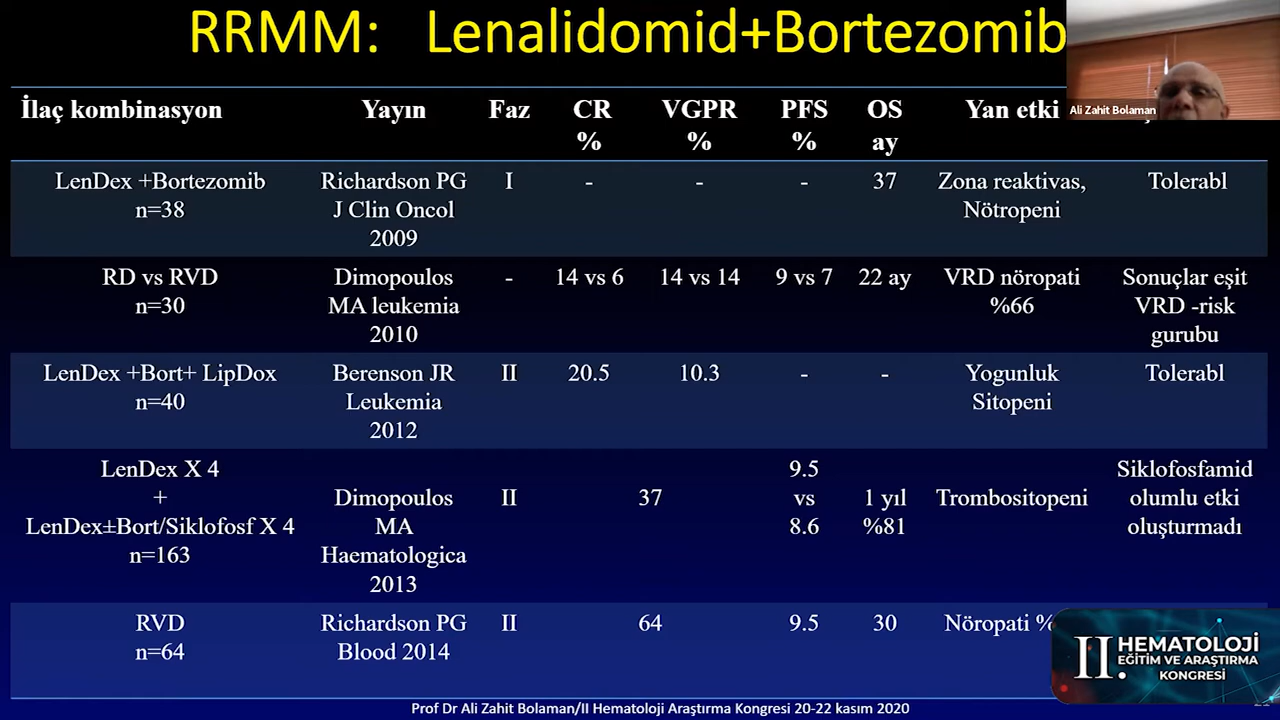 RRMM: Lenalidomid+Bortezomib
Ali Zahit Bolaman
İlaç kombinasyon Yayın Faz CR VGPR PFS OS Yan etki
% % % ay
LenDex +Bortezomib Richardson PG I - - - 37 Zona reaktivas, Tolerabl
n=38 J Clin Oncol Nötropeni
2009
RD vs RVD Dimopoulos - 14 vs 6 14 vs 14 9 vs 7 22 ay VRD nöropati Sonuçlar eşit
n=30 MA leukemia %66 VRD -risk
2010 gurubu
LenDex +Bort+ LipDox Berenson JR II 20.5 10.3 - - Yogunluk Tolerabl
n=40 Leukemia Sitopeni
2012
LenDex X 4 9.5 Siklofosfamid
+ Dimopoulos II 37 vs 1 yıl Trombositopeni olumlu etki
LenDex±Bort/Siklofosf X 4 MA 8.6 %81 oluşturmadı
n=163 Haematologica
2013
RVD Richardson PG II 64 9.5 30 Nöropati %
n=64 Blood 2014
II. HEMATOLOJİ
EĞİTİM VE ARAŞTIRMA
KONGRESİ
Prof Dr Ali Zahit Bolaman/II Hematoloji Araştırma Kongresi 20-22 kasım 2020